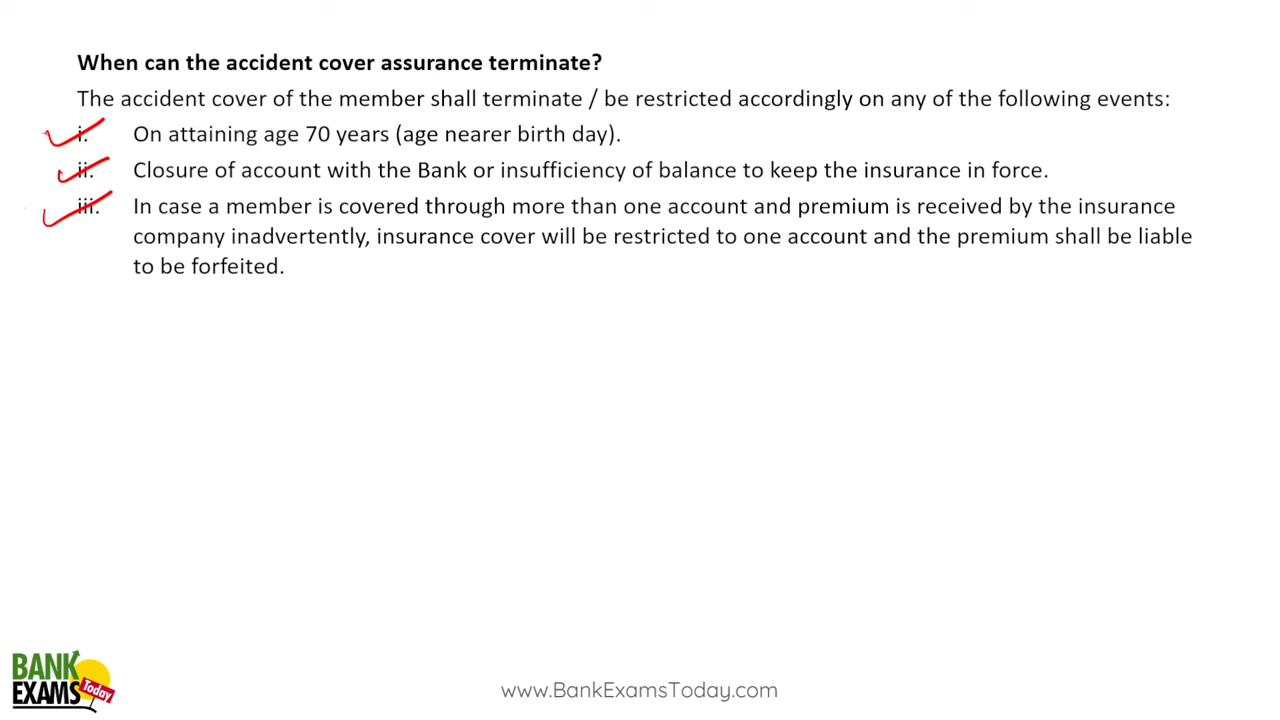 When can the accident cover assurance terminate?
The accident cover of the member shall terminate / be restricted accordingly on any of the following events:
i. On attaining age 70 years (age nearer birth day).
ii. Closure of account with the Bank or insufficiency of balance to keep the insurance in force.
iii. In case a member is covered through more than one account and premium is received by the insurance
company inadvertently, insurance cover will be restricted to one account and the premium shall be liable
to be forfeited.
BANK
EXAMS Today
www.BankExamsToday.com